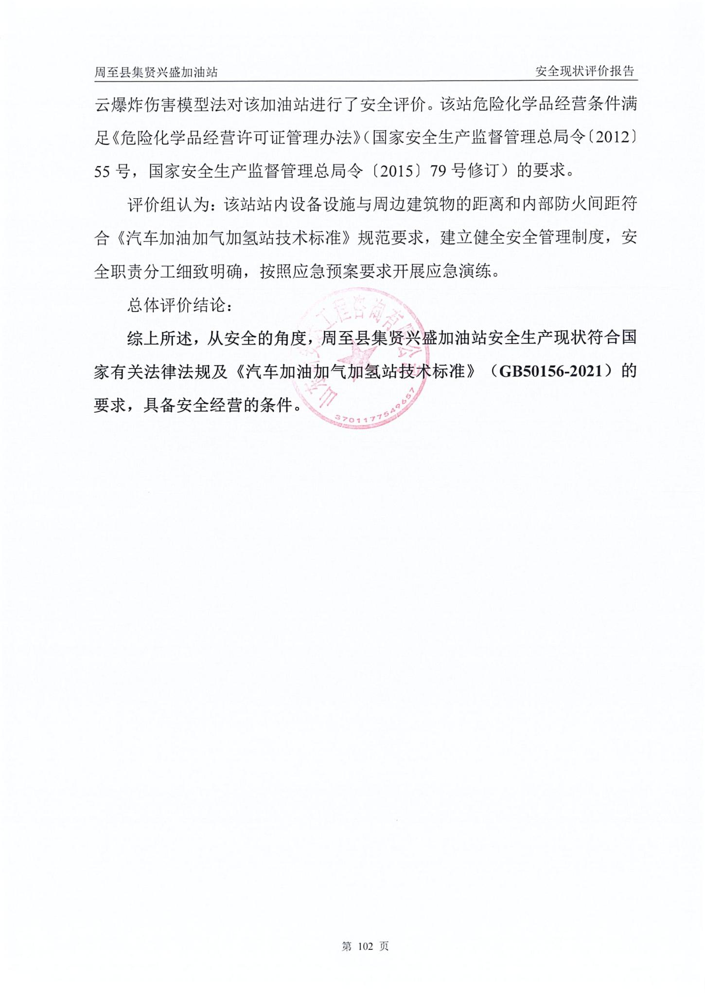 周至县集贤兴盛加油站
安全现状评价报告
云爆炸伤害模型法对该加油站进行了安全评价。该站危险化学品经营条件满
足《危险化学品经营许可证管理办法》（国家安全生产监督管理总局令〔2012〕
55 号，国家安全生产监督管理总局令〔2015〕79 号修订）的要求。
评价组认为：该站站内设备设施与周边建筑物的距离和内部防火间距符
合《汽车加油加气加氢站技术标准》规范要求，建立健全安全管理制度，安
全职责分工细致明确，按照应急预案要求开展应急演练。
总体评价结论：
综上所述，从安全的角度，周至县集贤兴盛加油站安全生产现状符合国
家有关法律法规及《汽车加油加气加氢站技术标准》（GB50156-2021）的
要求，具备安全经营的条件。
山东 工程咨询有限公司
3701177549657
第 102 页